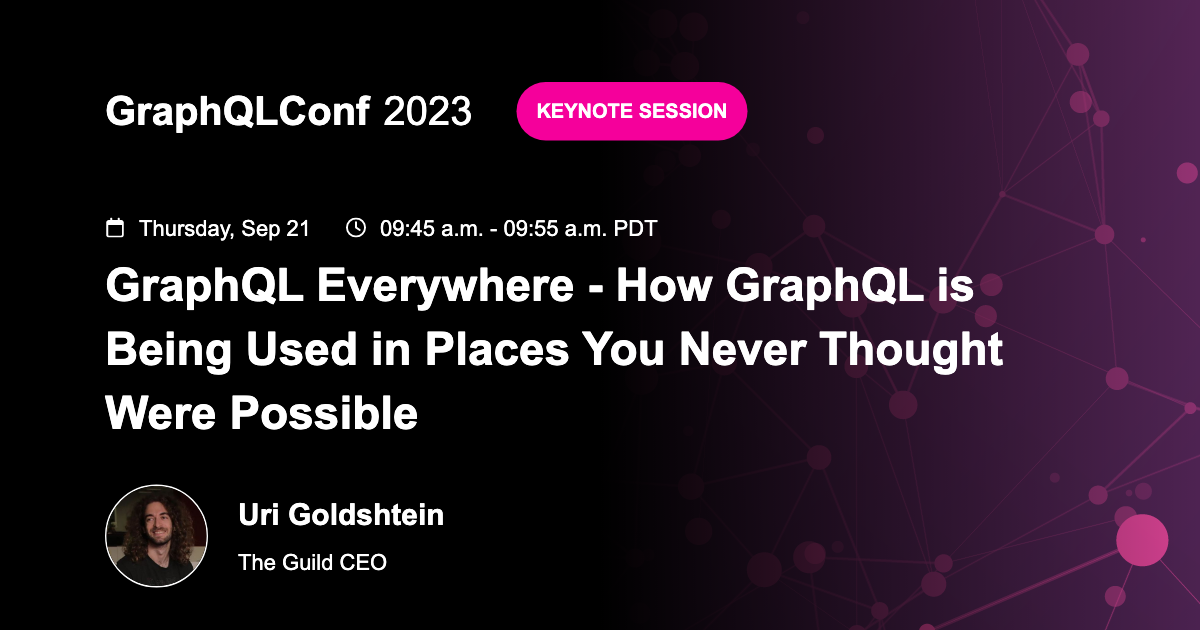 GraphQLConf 2023
KEYNOTE SESSION
Thursday, Sep 21
09:45 a.m. - 09:55 a.m. PDT
GraphQL Everywhere - How GraphQL is
Being Used in Places You Never Thought
Were Possible
Uri Goldshtein
The Guild CEO